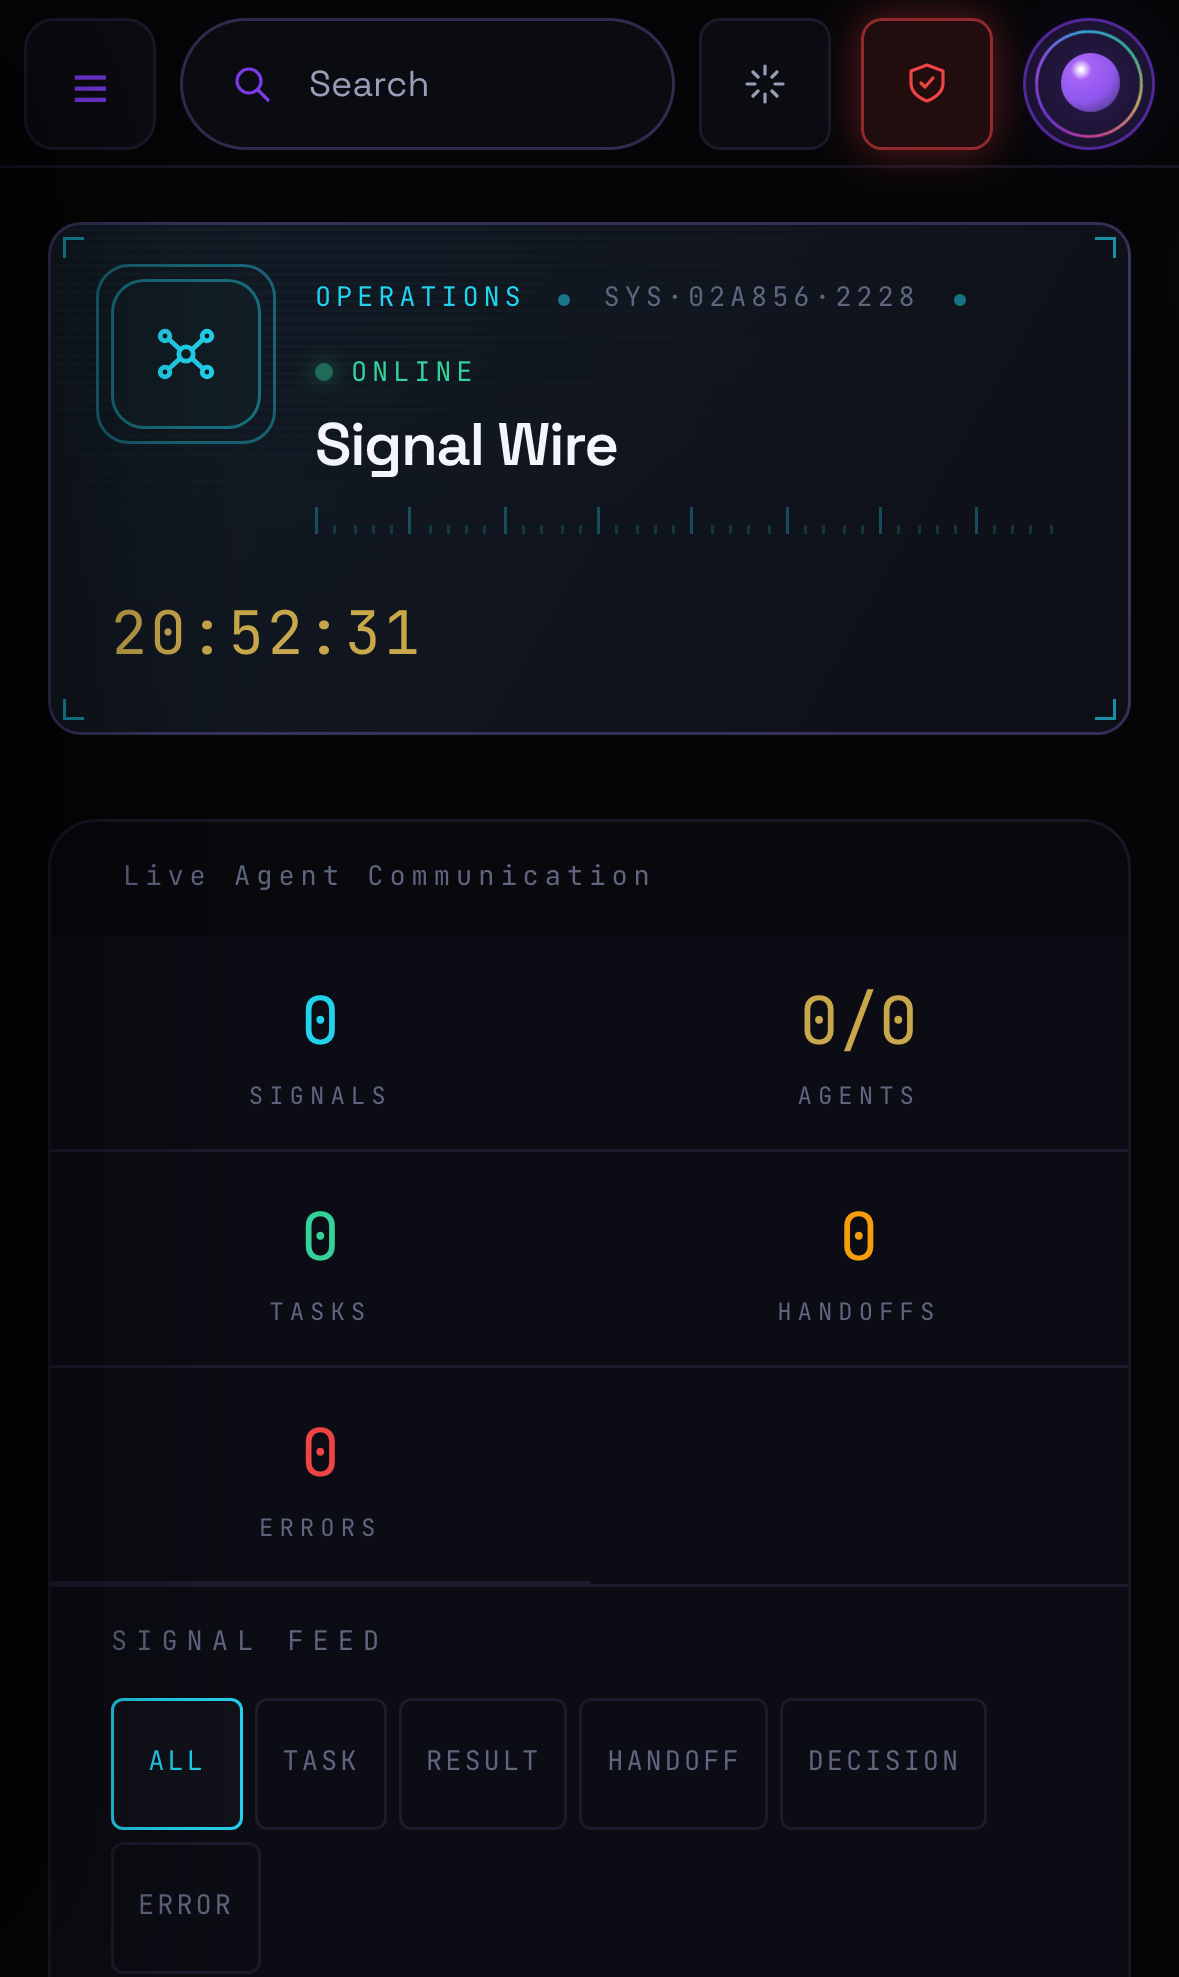 Search
OPERATIONS SYS·02A856·2228
ONLINE
Signal Wire
20:52:31
Live Agent Communication
0 0/0
SIGNALS AGENTS
0 0
TASKS HANDOFFS
0
ERRORS
SIGNAL FEED
ALL TASK RESULT HANDOFF DECISION
ERROR